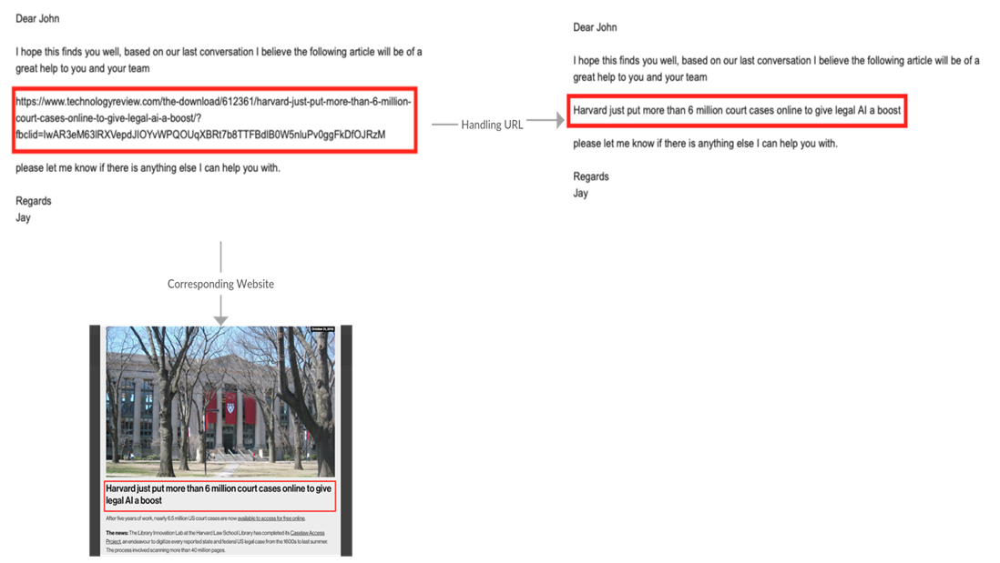 Dear John
I hope this finds you well, based on our last conversation I believe the following article will be of a
great help to you and your team
https://www.technologyreview.com/the-download/612361/harvard-just-put-more-than-6-million-
court-cases-online-to-give-legal-ai-a-boost/?
fbclid=IwAR3eM63lRXVepdJIOYvWPQOUqXBRt7b8TTFBdlB0W5nluPv0ggFkDfOJRzM
please let me know if there is anything else I can help you with.
Regards
Jay
Handling URL
Dear John
I hope this finds you well, based on our last conversation I believe the following article will be of a
great help to you and your team
Harvard just put more than 6 million court cases online to give legal AI a boost
please let me know if there is anything else I can help you with.
Regards
Jay
Corresponding Website
Harvard just put more than 6 million court cases online to give
legal AI a boost
After five years of work, nearly 6.5 million US court cases are now available to access for free online.
The news: The Library Innovation Lab at the Harvard Law School Library has completed its Caselaw Access
Project, an endeavour to digitize every reported state and federal US legal case from the 1600s to last summer.
The process involved scanning more than 40 million pages.